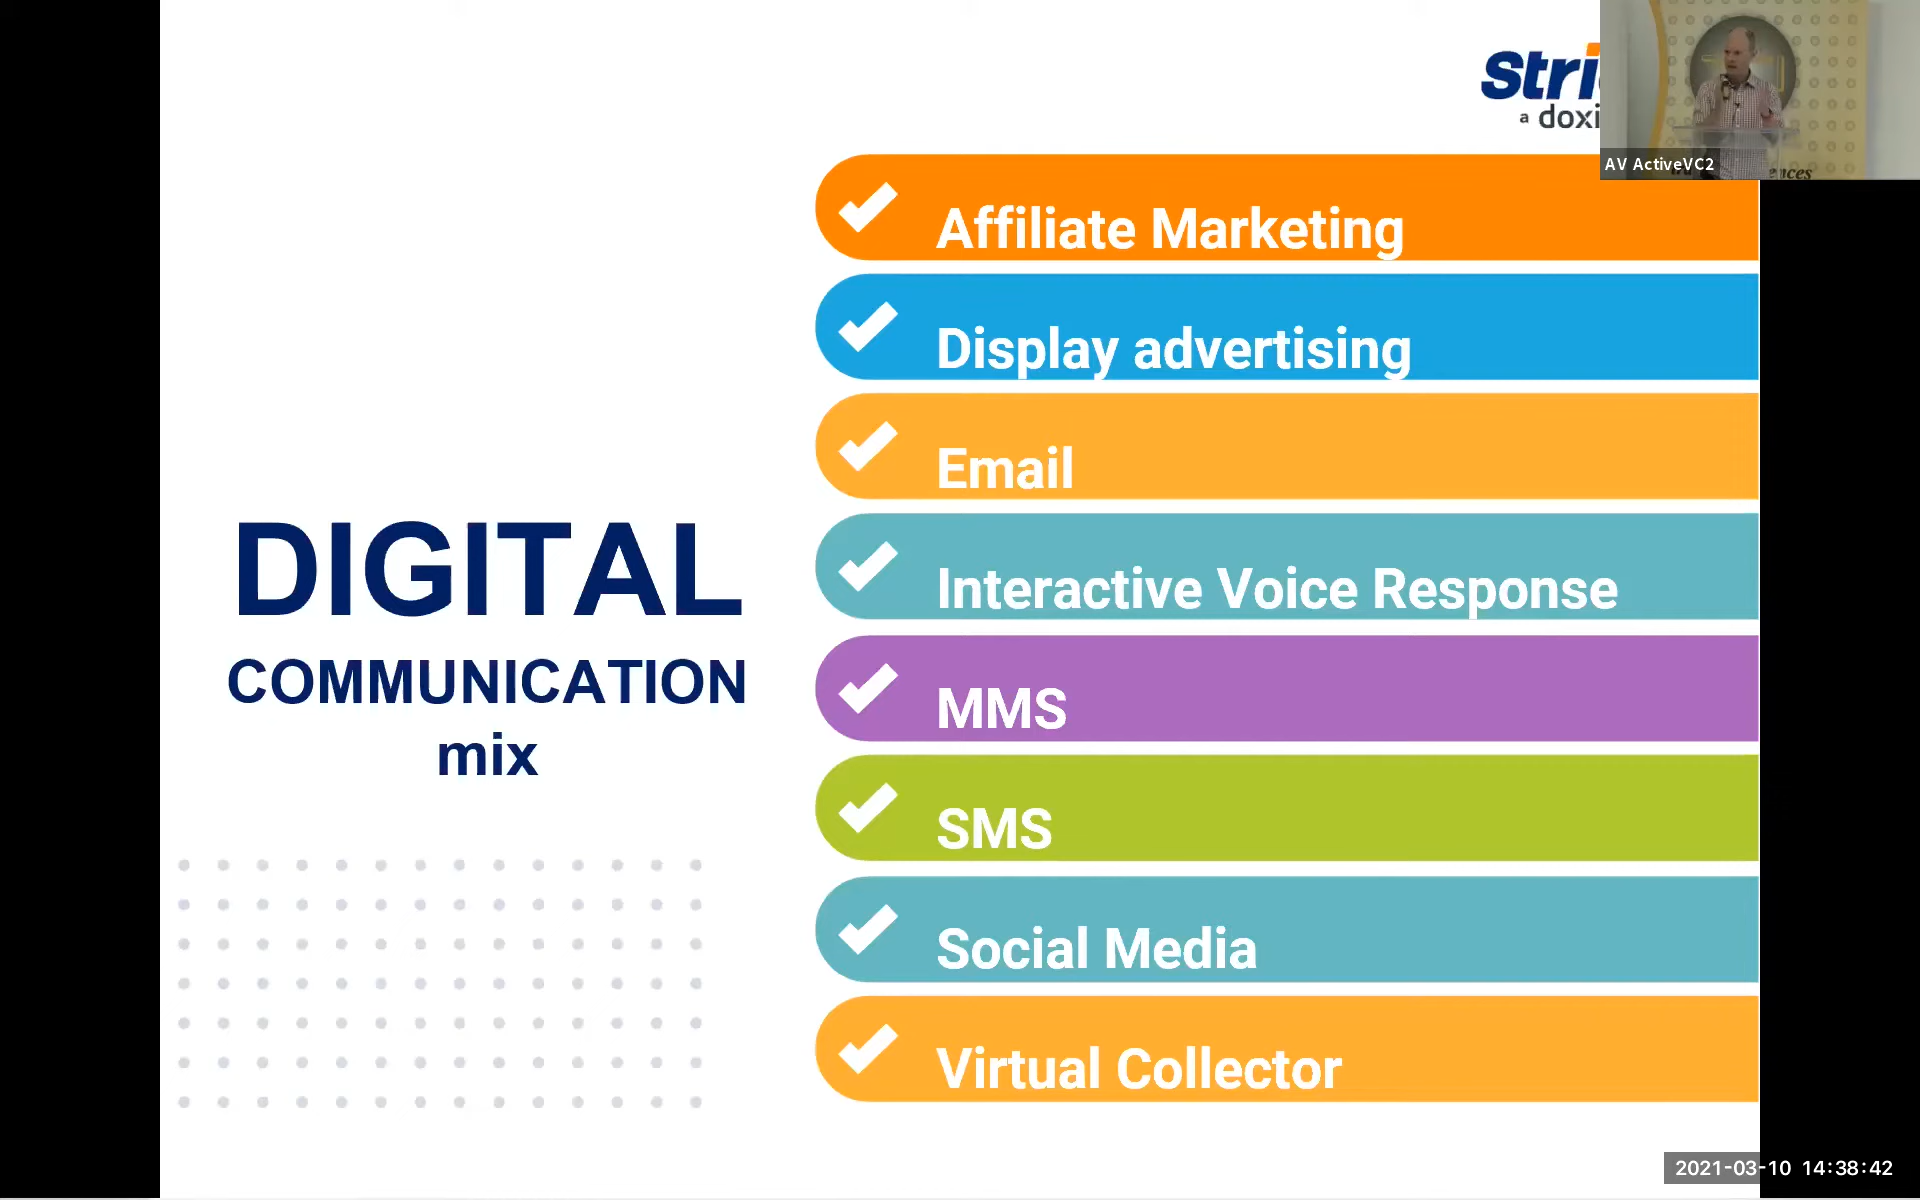 a doxi
AV ActiveVC2
Affiliate Marketing
Display advertising
Email
Interactive Voice Response
DIGITAL
COMMUNICATION
mix
MMS
SMS
Social Media
Virtual Collector
2021-03-10 14:38:42